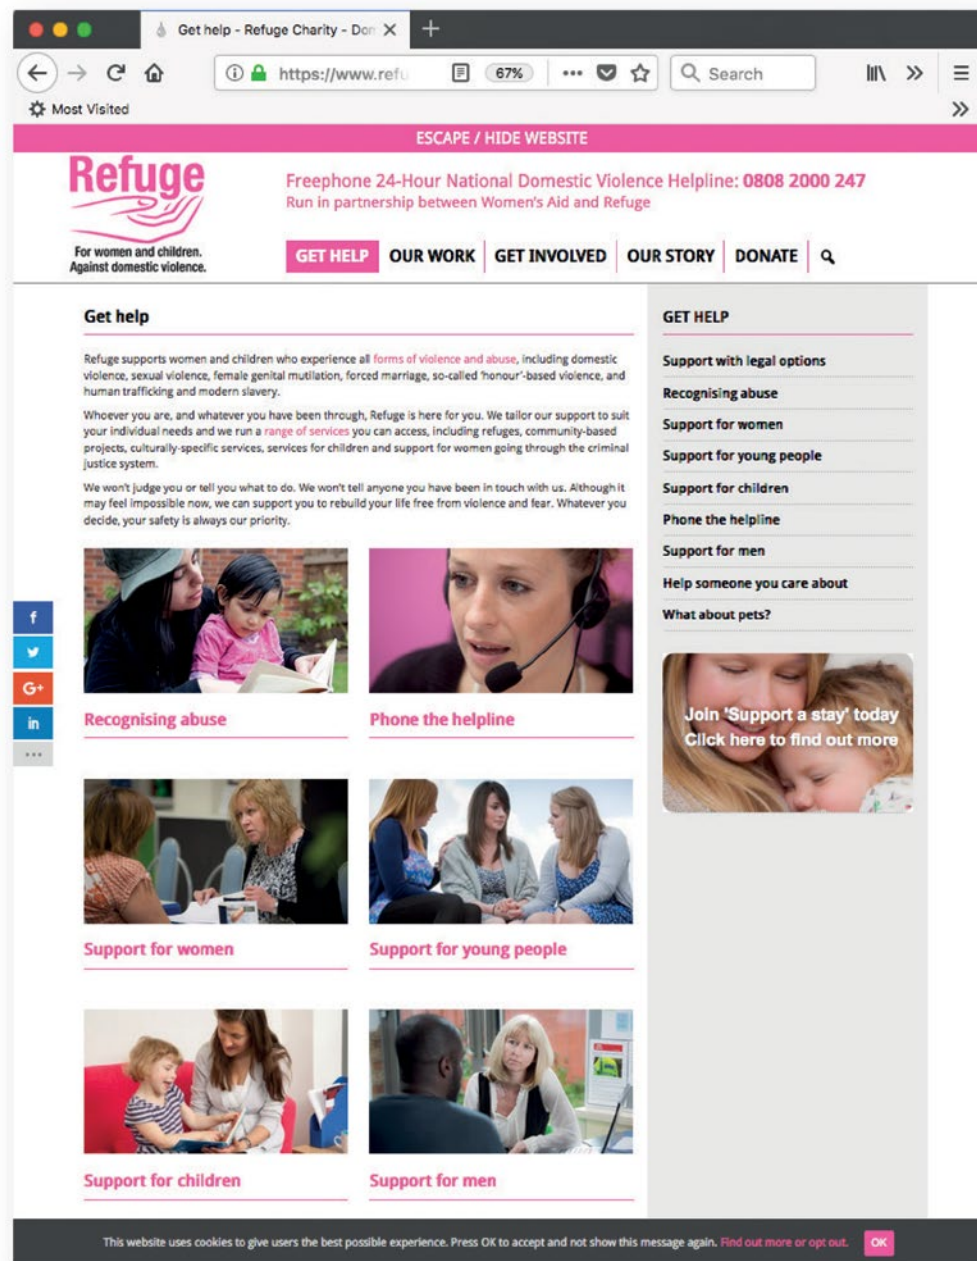 Get help - Refuge Charity - Dom
https://www.refu
67%
Search
Most Visited
ESCAPE / HIDE WEBSITE
Refuge
For women and children.
Against domestic violence.
Freephone 24-Hour National Domestic Violence Helpline: 0808 2000 247
Run in partnership between Women's Aid and Refuge
GET HELP OUR WORK GET INVOLVED OUR STORY DONATE
Get help
Refuge supports women and children who experience all forms of violence and abuse, including domestic
violence, sexual violence, female genital mutilation, forced marriage, so-called 'honour'-based violence, and
human trafficking and modern slavery.
Whoever you are, and whatever you have been through, Refuge is here for you. We tailor our support to suit
your individual needs and we run a range of services you can access, including refuges, community-based
projects, culturally-specific services, services for children and support for women going through the criminal
justice system.
We won't judge you or tell you what to do. We won't tell anyone you have been in touch with us. Although it
may feel impossible now, we can support you to rebuild your life free from violence and fear. Whatever you
decide, your safety is always our priority.
Recognising abuse
Phone the helpline
Support for women
Support for young people
Support for children
Support for men
GET HELP
Support with legal options
Recognising abuse
Support for women
Support for young people
Support for children
Phone the helpline
Support for men
Help someone you care about
What about pets?
Join 'Support a stay' today
Click here to find out more
f
G+
in
This website uses cookies to give users the best possible experience. Press OK to accept and not show this message again. Find out more or opt out. OK